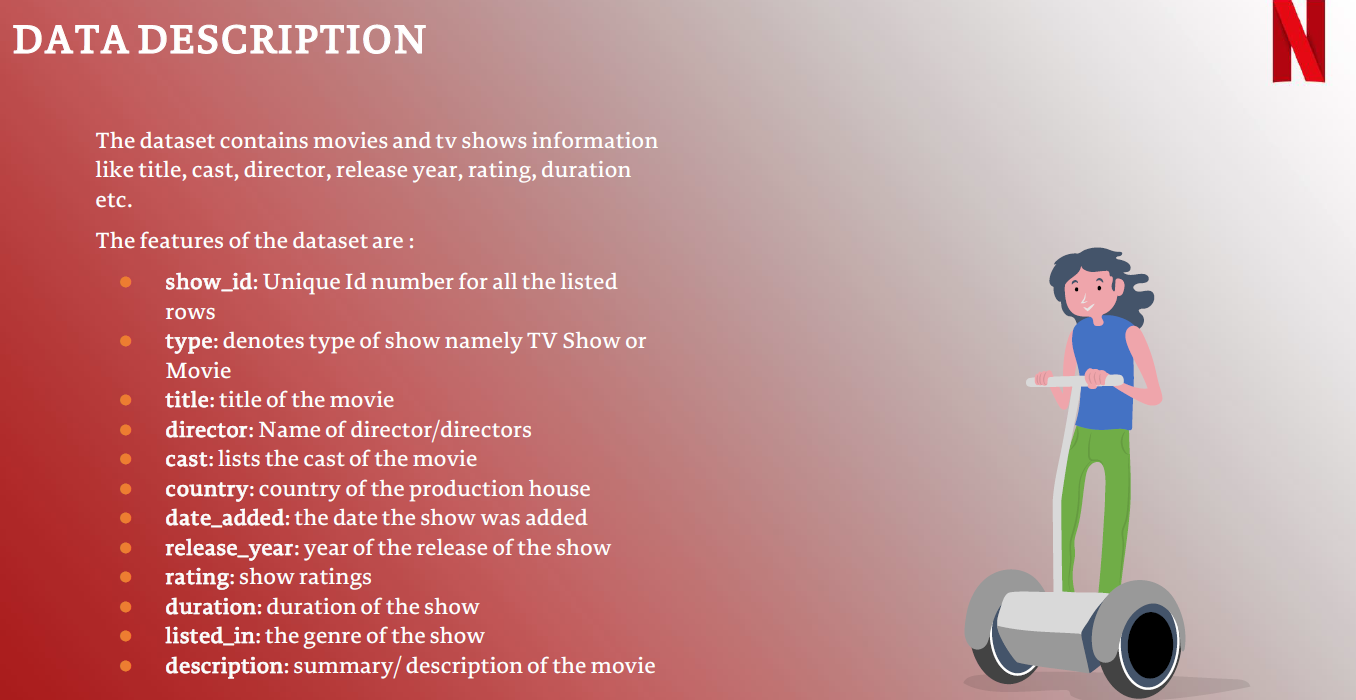 DATA DESCRIPTION
N
The dataset contains movies and tv shows information
like title, cast, director, release year, rating, duration
etc.
The features of the dataset are :
show_id: Unique Id number for all the listed
rows
type: denotes type of show namely TV Show or
Movie
title: title of the movie
director: Name of director/directors
cast: lists the cast of the movie
country: country of the production house
date_added: the date the show was added
release_year: year of the release of the show
rating: show ratings
duration: duration of the show
listed_in: the genre of the show
description: summary/ description of the movie